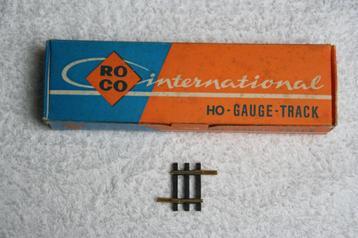 RO
CO
international
HO-GAUGE-TRACK